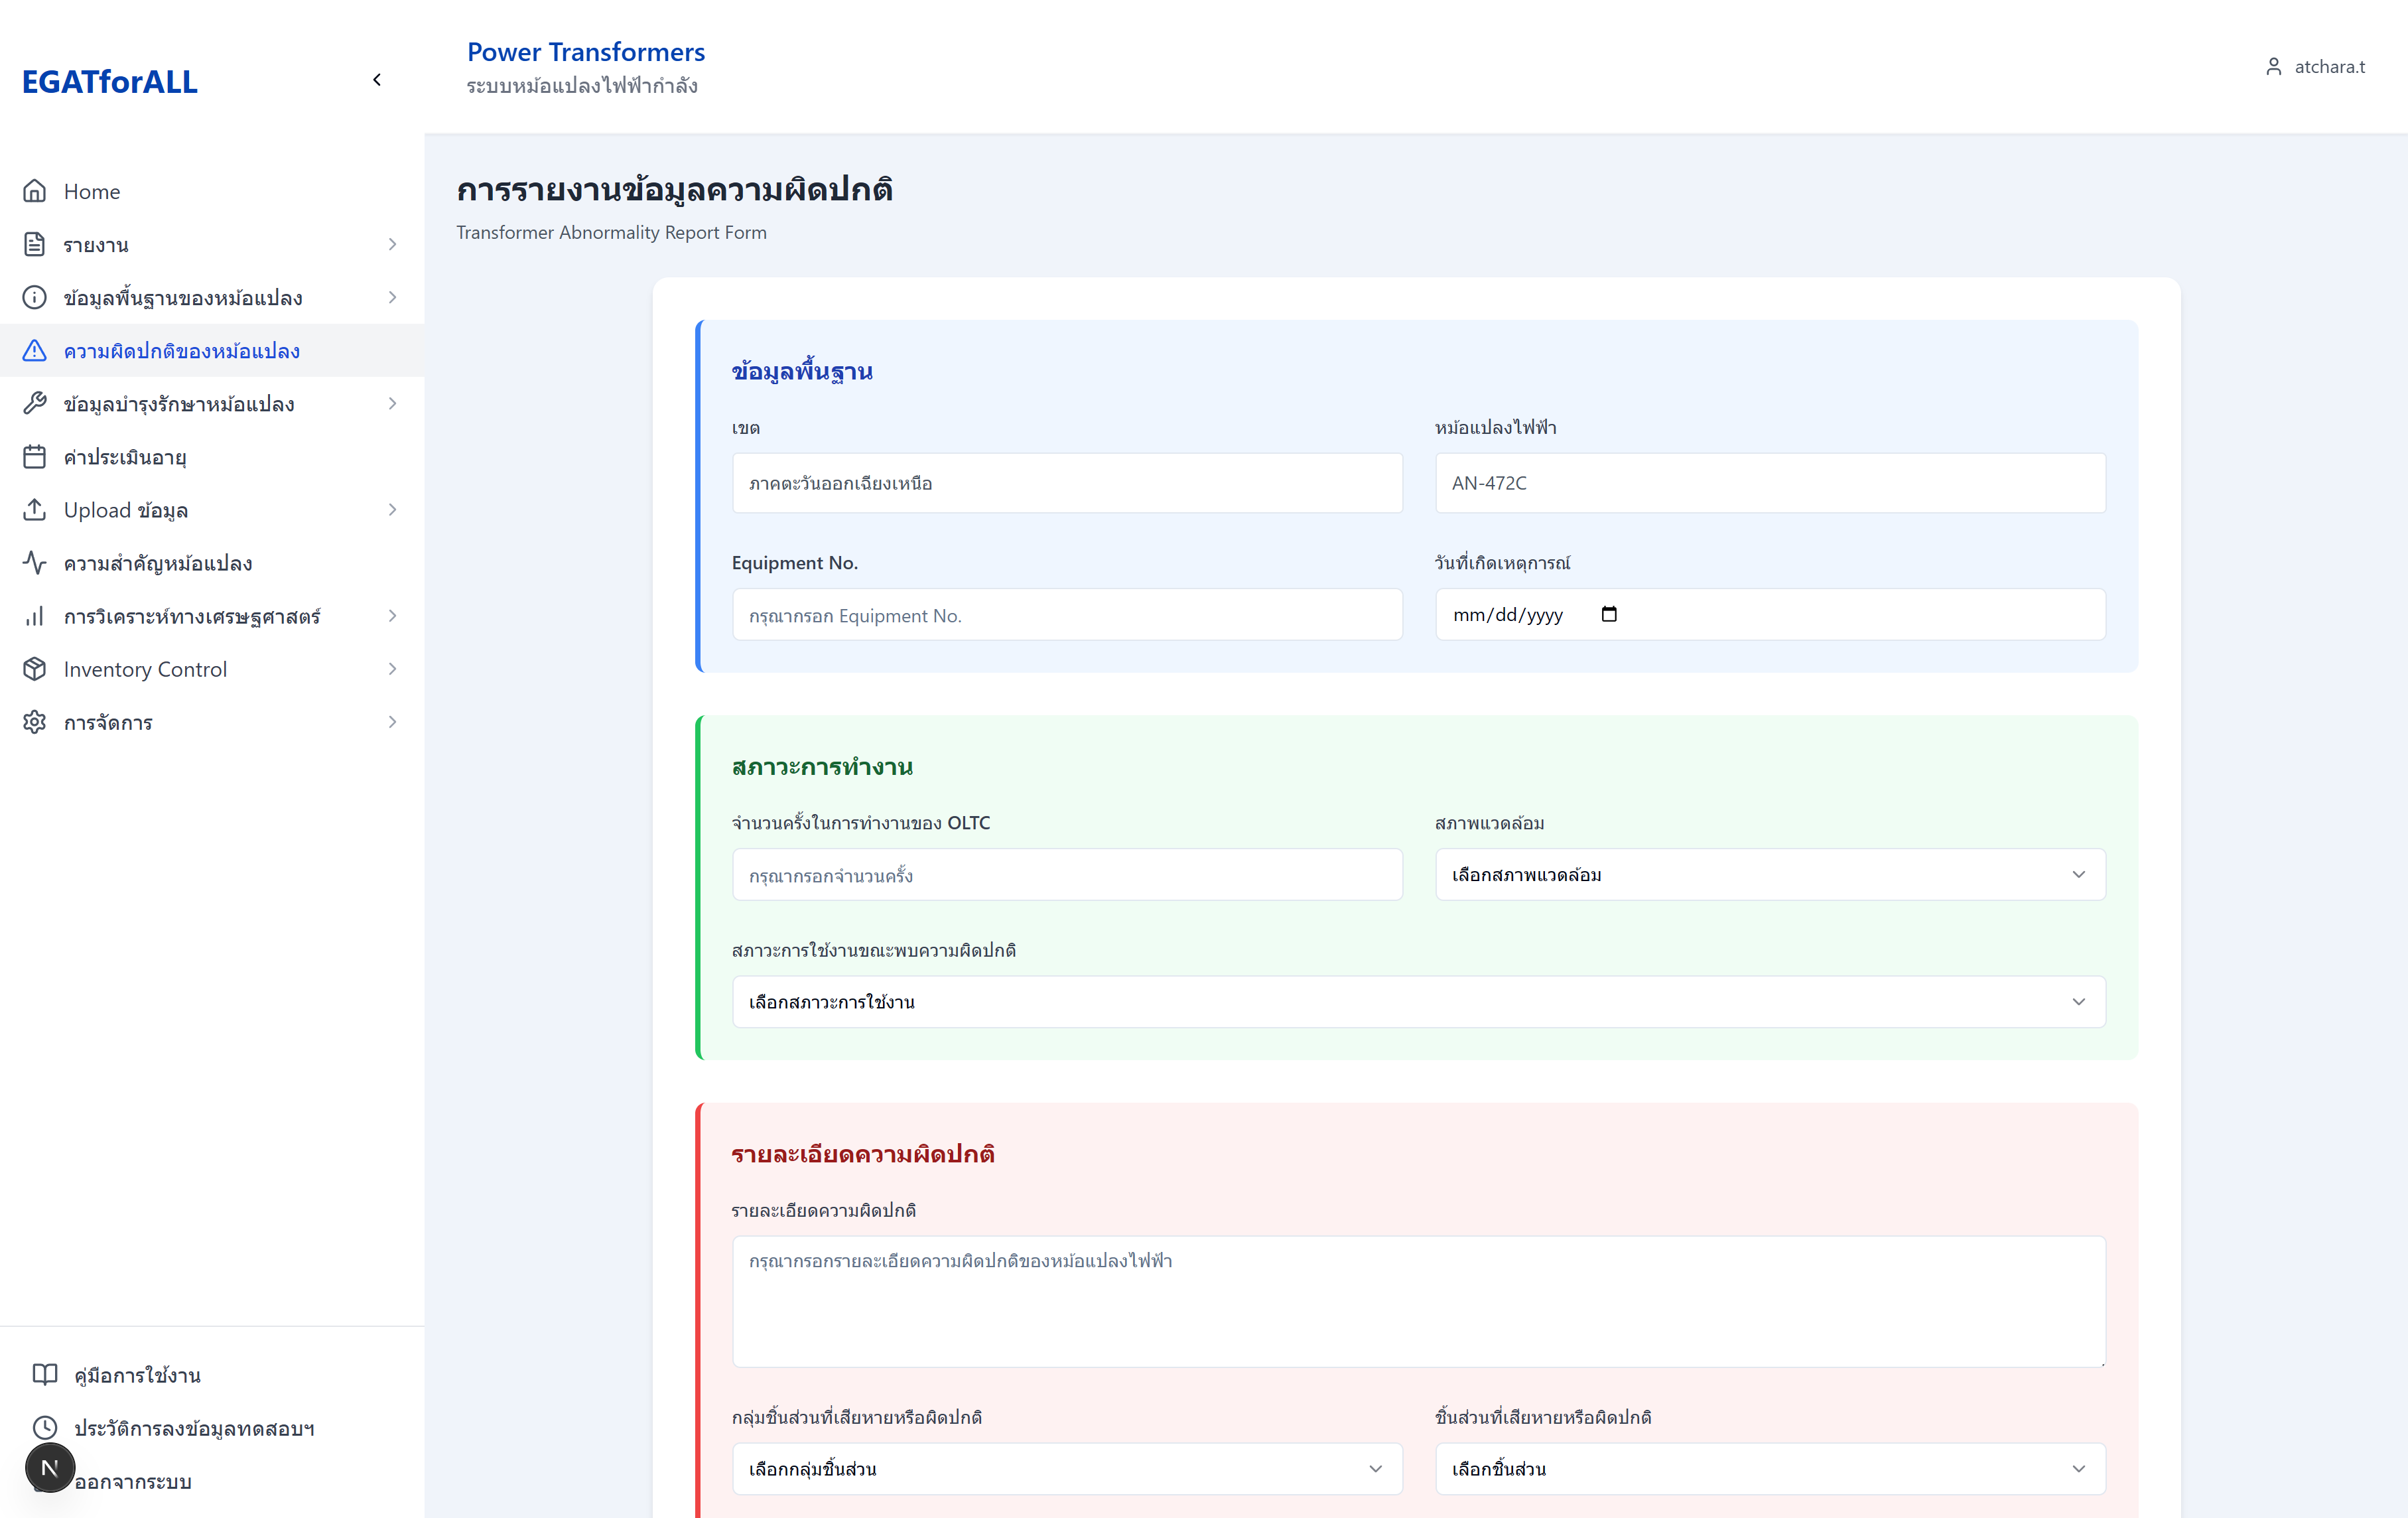 EGATforALL
Home
รายงาน
ข้อมูลพื้นฐานของหม้อแปลง
ความผิดปกติของหม้อแปลง
ข้อมูลบำรุงรักษาหม้อแปลง
ค่าประเมินอายุ
Upload ข้อมูล
ความสำคัญหม้อแปลง
การวิเคราะห์ทางเศรษฐศาสตร์
Inventory Control
การจัดการ
คู่มือการใช้งาน
ประวัติการลงข้อมูลทดสอบฯ
N
ออกจากระบบ
Power Transformers
ระบบหม้อแปลงไฟฟ้ากำลัง
atchara.t
การรายงานข้อมูลความผิดปกติ
Transformer Abnormality Report Form
ข้อมูลพื้นฐาน
เขต
หม้อแปลงไฟฟ้า
ภาคตะวันออกเฉียงเหนือ
AN-472C
Equipment No.
วันที่เกิดเหตุการณ์
กรุณากรอก Equipment No.
mm/dd/yyyy
สภาวะการทำงาน
จำนวนครั้งในการทำงานของ OLTC
สภาพแวดล้อม
กรุณากรอกจำนวนครั้ง
เลือกสภาพแวดล้อม
สภาวะการใช้งานขณะพบความผิดปกติ
เลือกสภาวะการใช้งาน
รายละเอียดความผิดปกติ
รายละเอียดความผิดปกติ
กรุณากรอกรายละเอียดความผิดปกติของหม้อแปลงไฟฟ้า
กลุ่มชิ้นส่วนที่เสียหายหรือผิดปกติ
ชิ้นส่วนที่เสียหายหรือผิดปกติ
เลือกกลุ่มชิ้นส่วน
เลือกชิ้นส่วน